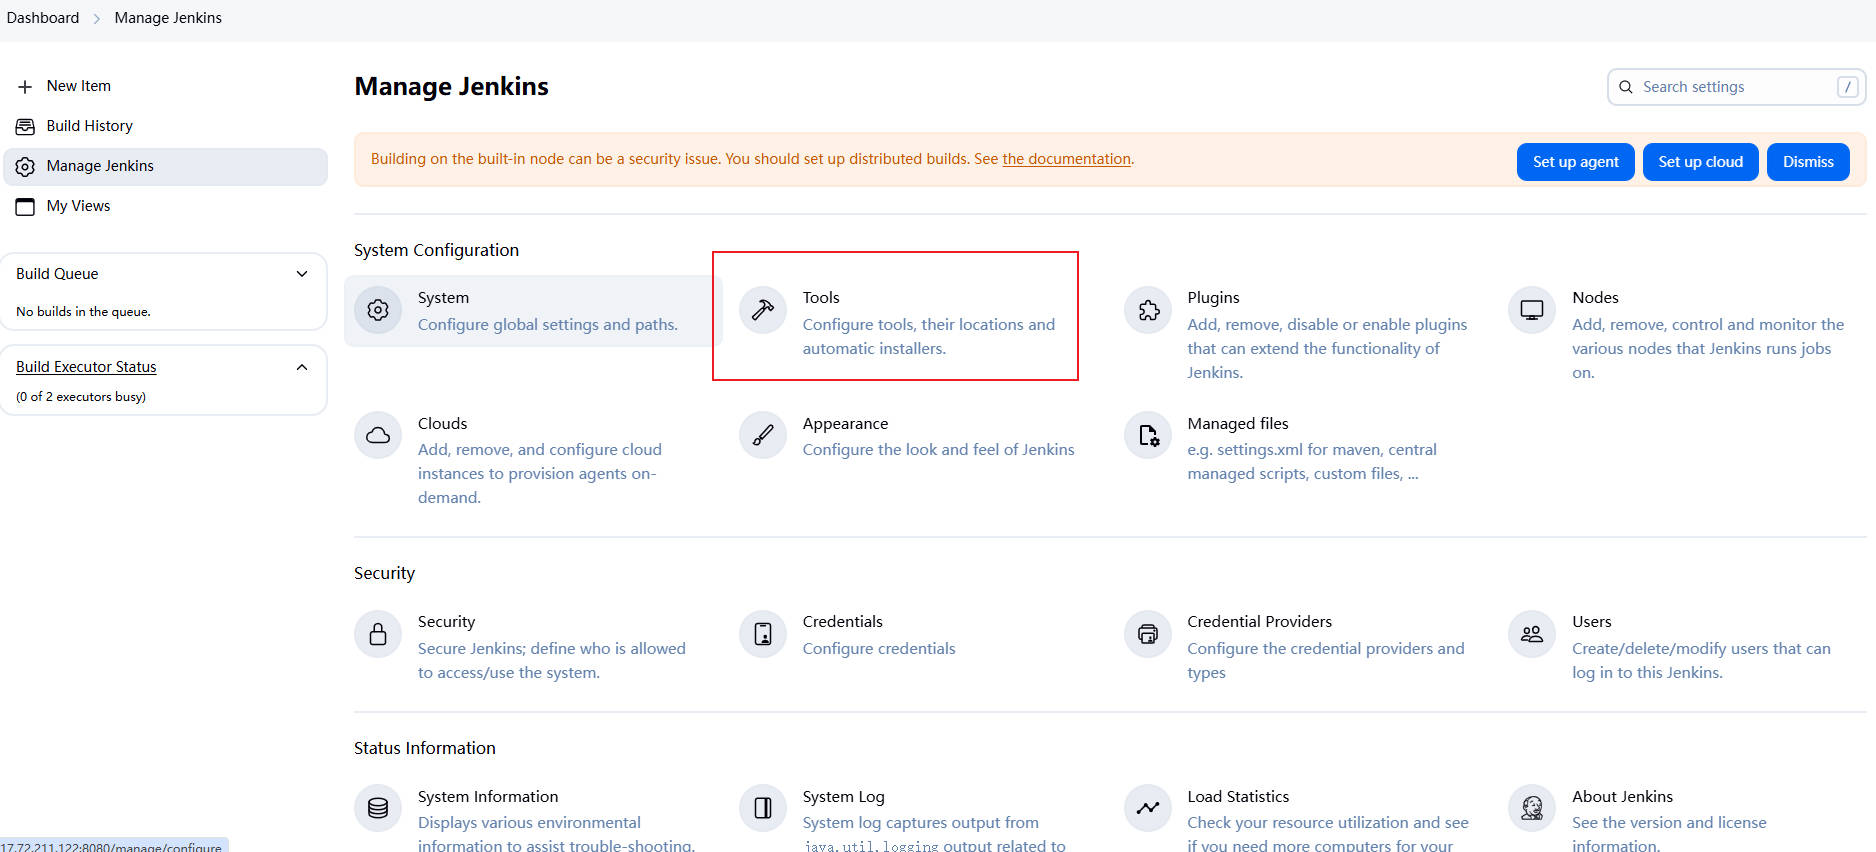 Dashboard > Manage Jenkins
New Item
Build History
Manage Jenkins
My Views
Build Queue
No builds in the queue.
Build Executor Status
(0 of 2 executors busy)
Manage Jenkins
Search settings /
Building on the built-in node can be a security issue. You should set up distributed builds. See the documentation.
Set up agent
Set up cloud
Dismiss
System Configuration
System
Configure global settings and paths.
Tools
Configure tools, their locations and
automatic installers.
Plugins
Add, remove, disable or enable plugins
that can extend the functionality of
Jenkins.
Nodes
Add, remove, control and monitor the
various nodes that Jenkins runs jobs
on.
Clouds
Add, remove, and configure cloud
instances to provision agents on-
demand.
Appearance
Configure the look and feel of Jenkins
Managed files
e.g. settings.xml for maven, central
managed scripts, custom files, ...
Security
Security
Secure Jenkins; define who is allowed
to access/use the system.
Credentials
Configure credentials
Credential Providers
Configure the credential providers and
types
Users
Create/delete/modify users that can
log in to this Jenkins.
Status Information
System Information
Displays various environmental
information to assist trouble-shooting.
System Log
System log captures output from
java.util.logging output related to
Load Statistics
Check your resource utilization and see
if you need more computers for your
About Jenkins
See the version and license
information.
17.72.211.122:8080/manage/configure